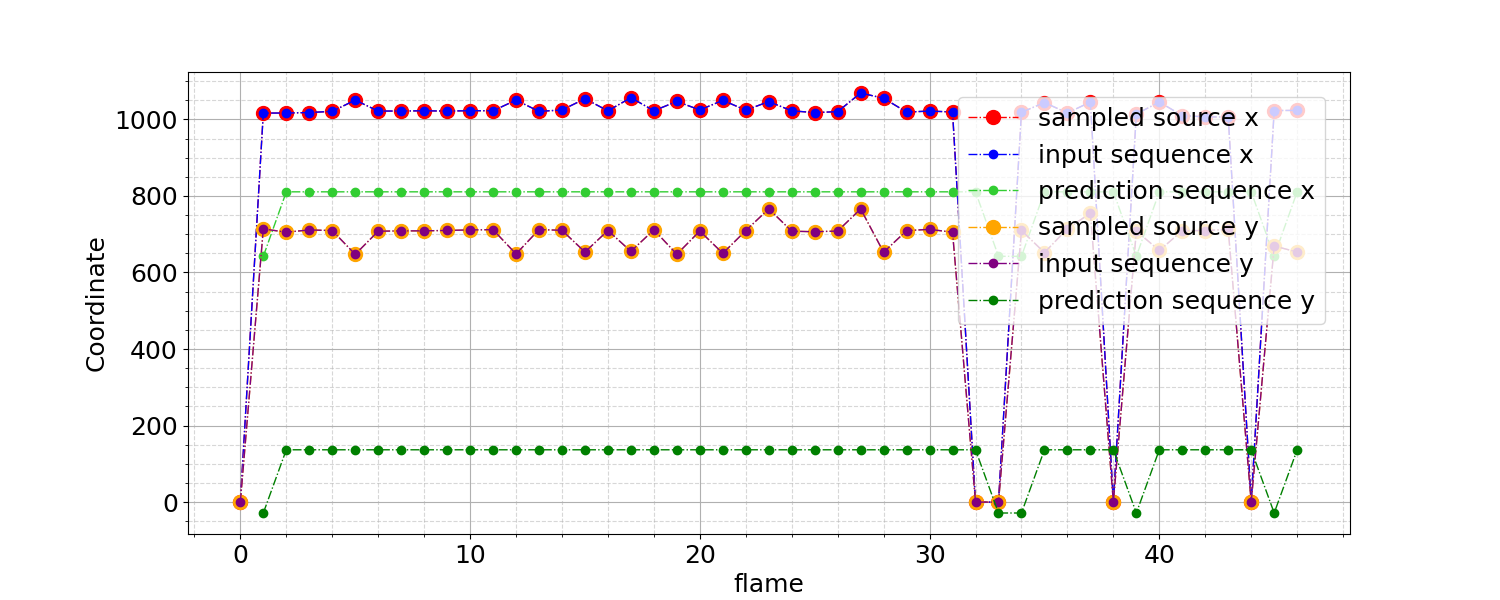 1000
800
600
400
200
0
Coordinate
sampled source x
input sequence x
prediction sequence x
sampled source y
input sequence y
prediction sequence y
0 10 20 30 40
flame